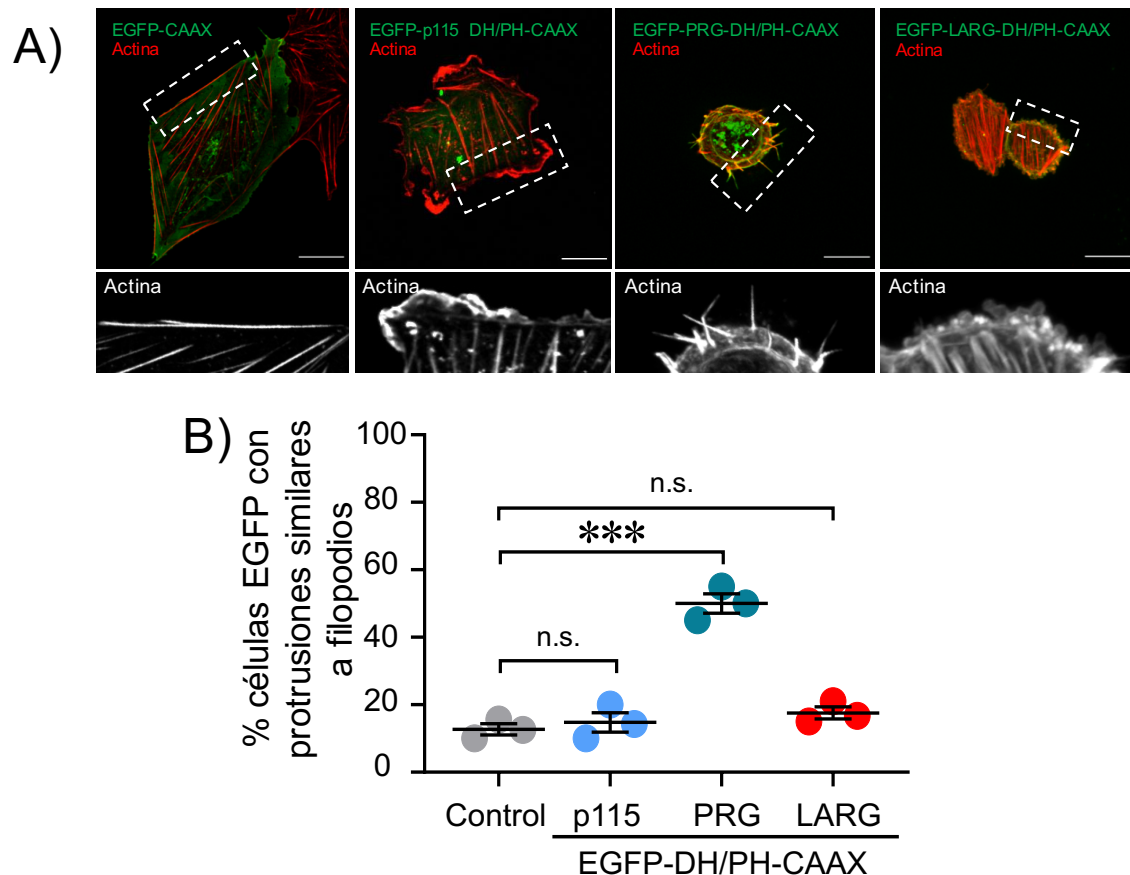 A)
EGFP-CAAX
Actina
EGFP-p115 DH/PH-CAAX
Actina
EGFP-PRG-DH/PH-CAAX
Actina
EGFP-LARG-DH/PH-CAAX
Actina
Actina
Actina
Actina
Actina
B)
% células EGFP con
protrusiones similares
a filopodios
100
80
60
40
20
0
n.s.
***
n.s.
Control p115 PRG LARG
EGFP-DH/PH-CAAX